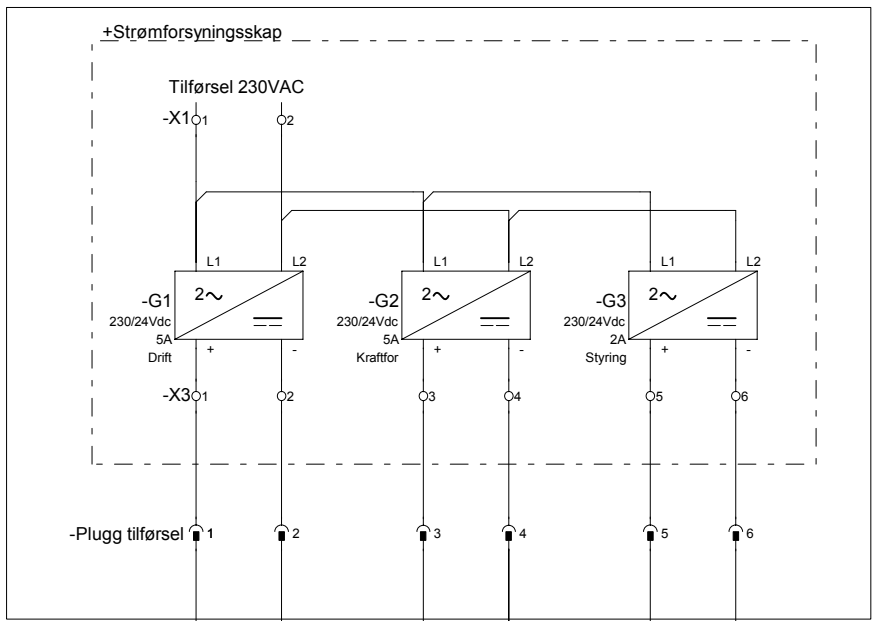 +Strømforsyningsskap
Tilførsel 230VAC
-X1 1 2
L1 L2 L1 L2 L1 L2
-G1 2∼ -G2 2∼ -G3 2∼
230/24Vdc 230/24Vdc 230/24Vdc
5A 5A 2A
Drift + - Kraftfor + - Styring + -
-X3 1 2 3 4 5 6
-Plugg tilførsel 1 2 3 4 5 6